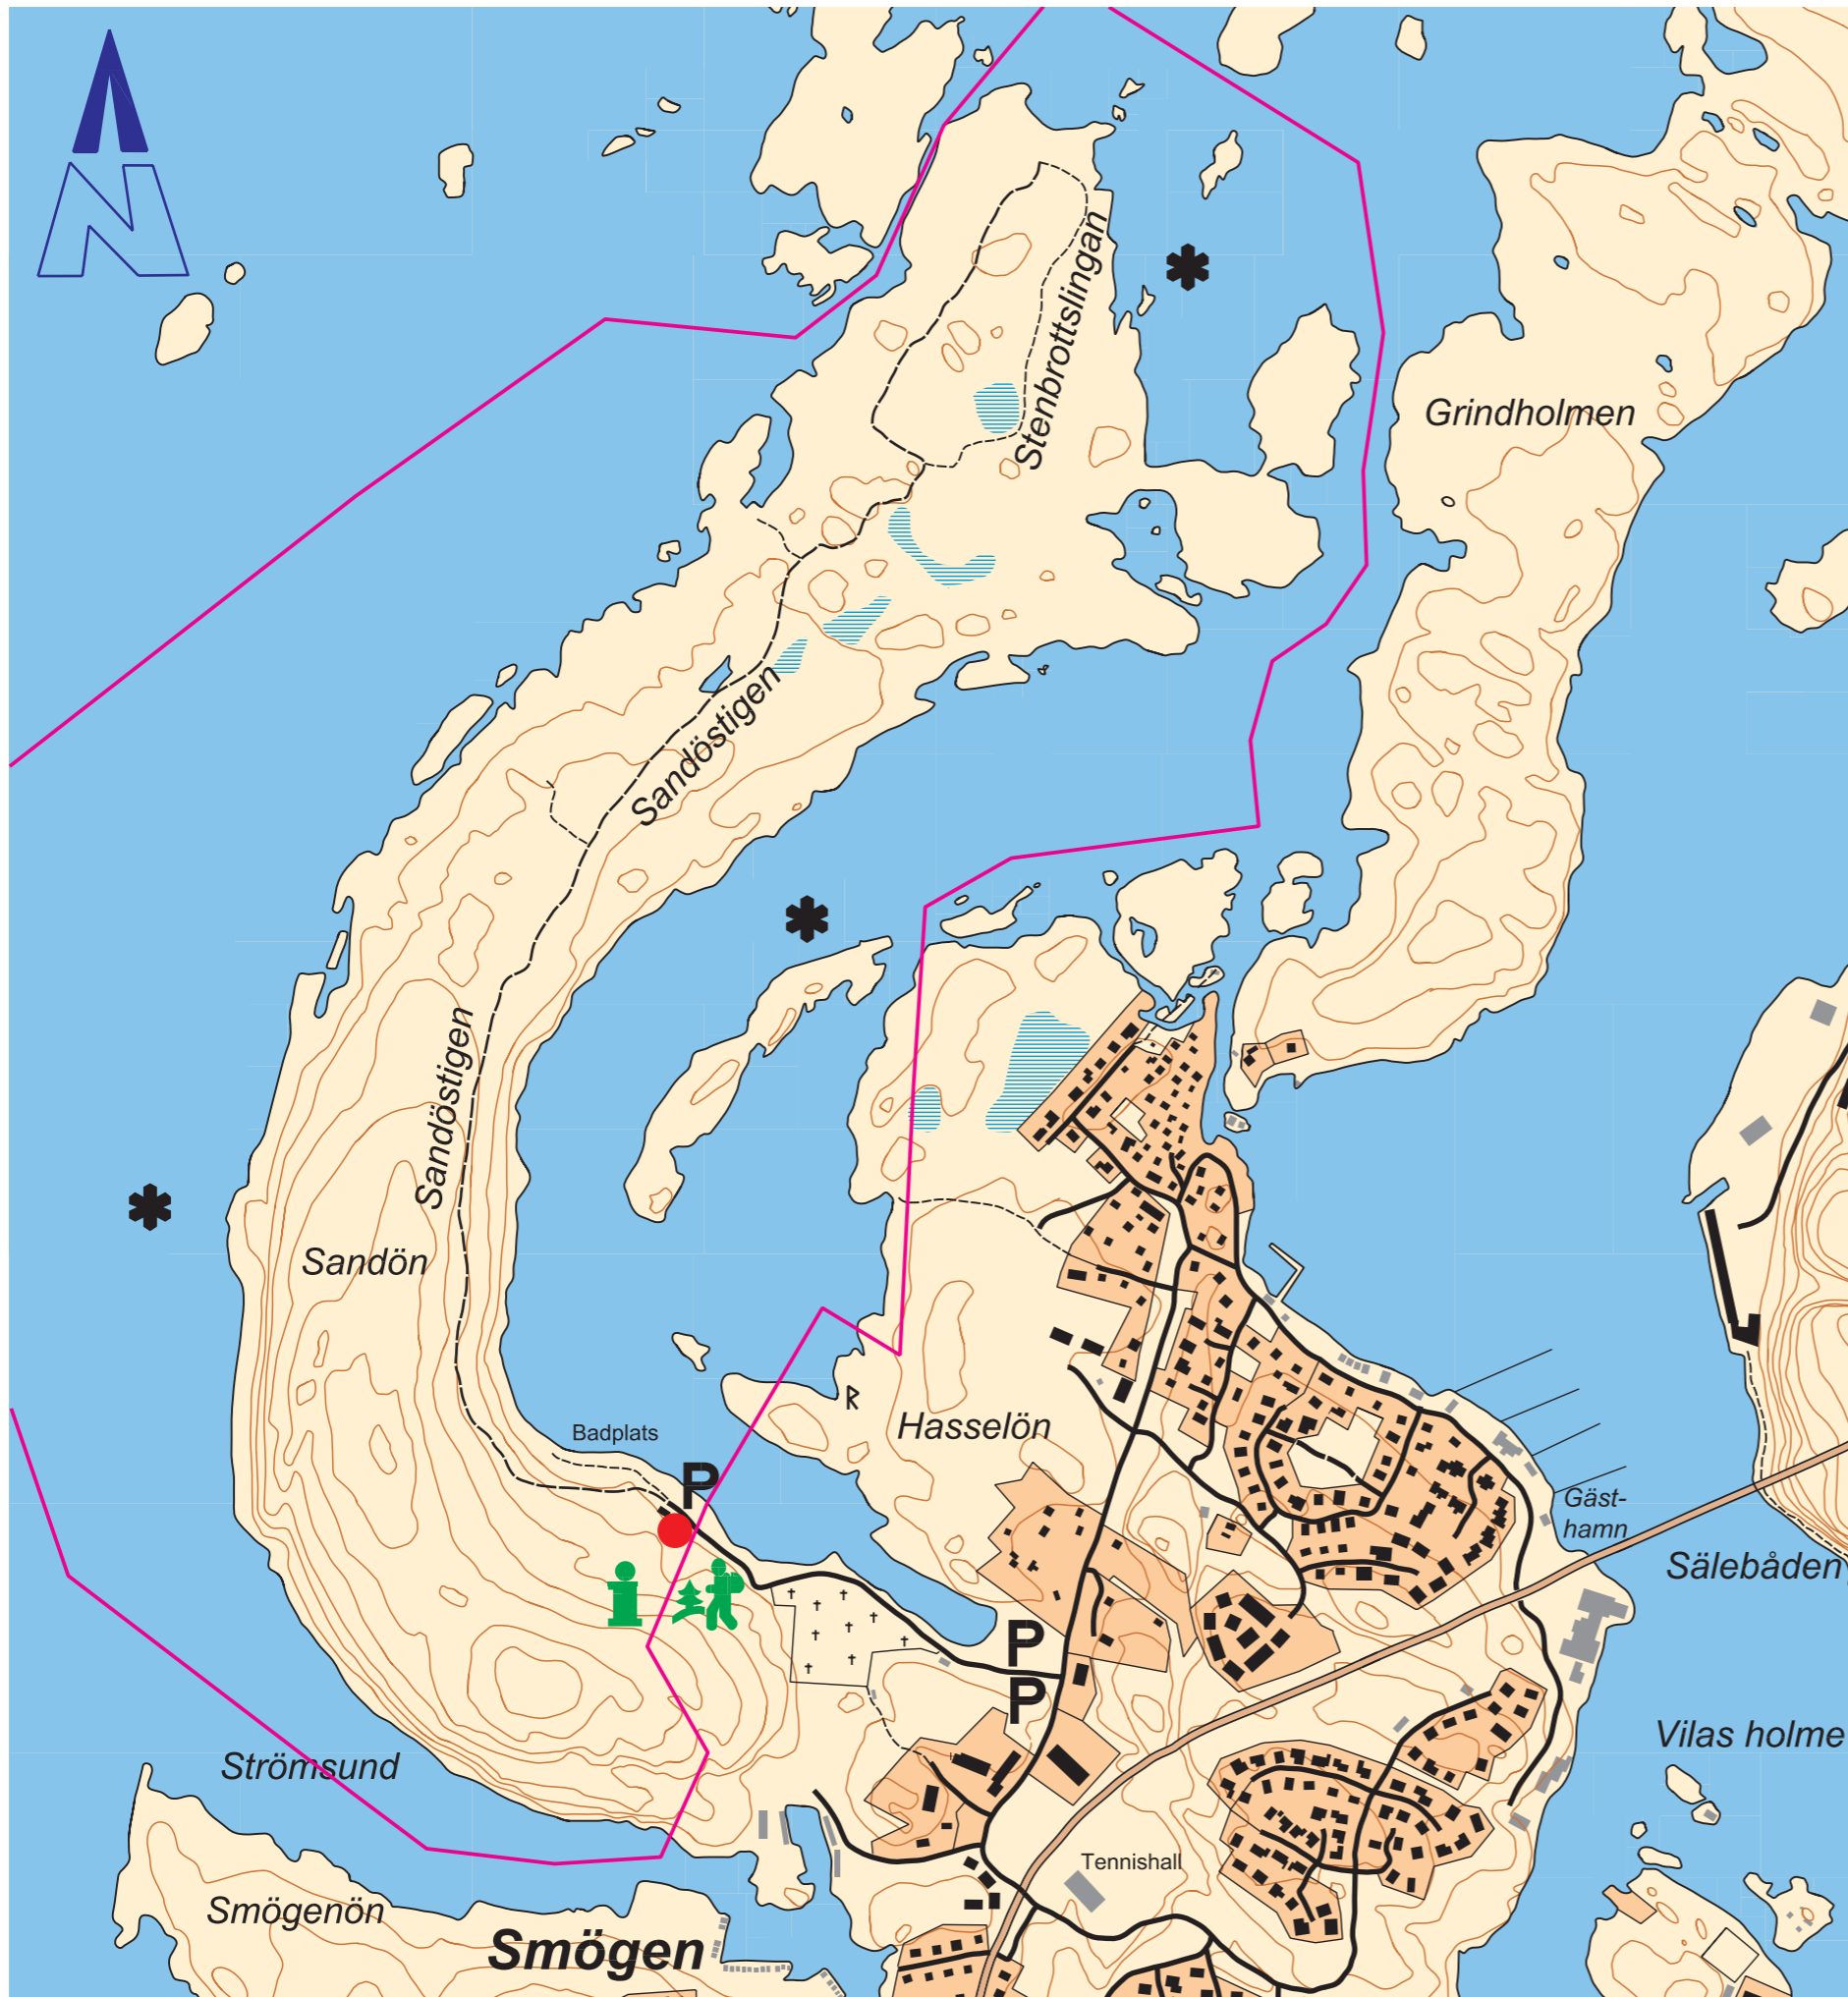 N
Stenbrottslingan
Grindholmen
Sandöstigen
Sandöstigen
Sandön
Badplats
P
R
Hasselön
Gäst-
hamn
Sälebåden
P
P
Vilas holme
Strömsund
Tennishall
Smögenön
Smögen